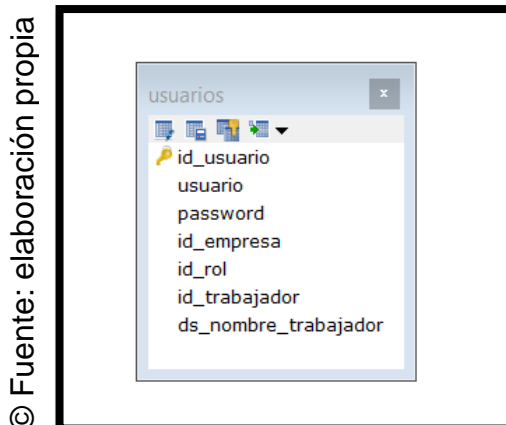 © Fuente: elaboración propia
usuarios
x
id_usuario
usuario
password
id_empresa
id_rol
id_trabajador
ds_nombre_trabajador